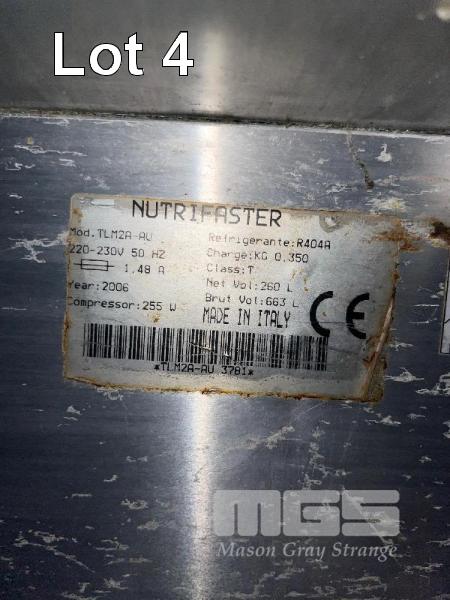 Lot 4
NUTRIFASTER
Mod.TLM2A-AU Refrigerante:R404A
220-230V 50 HZ Charge:KG 0.350
1.48 A Class:T
Year:2006 Net Vol:260 L
Compressor:255 W Brut Vol:663 L
MADE IN ITALY
CE
*TLM2A-AU 3781*
MGS
Mason Gray Strange